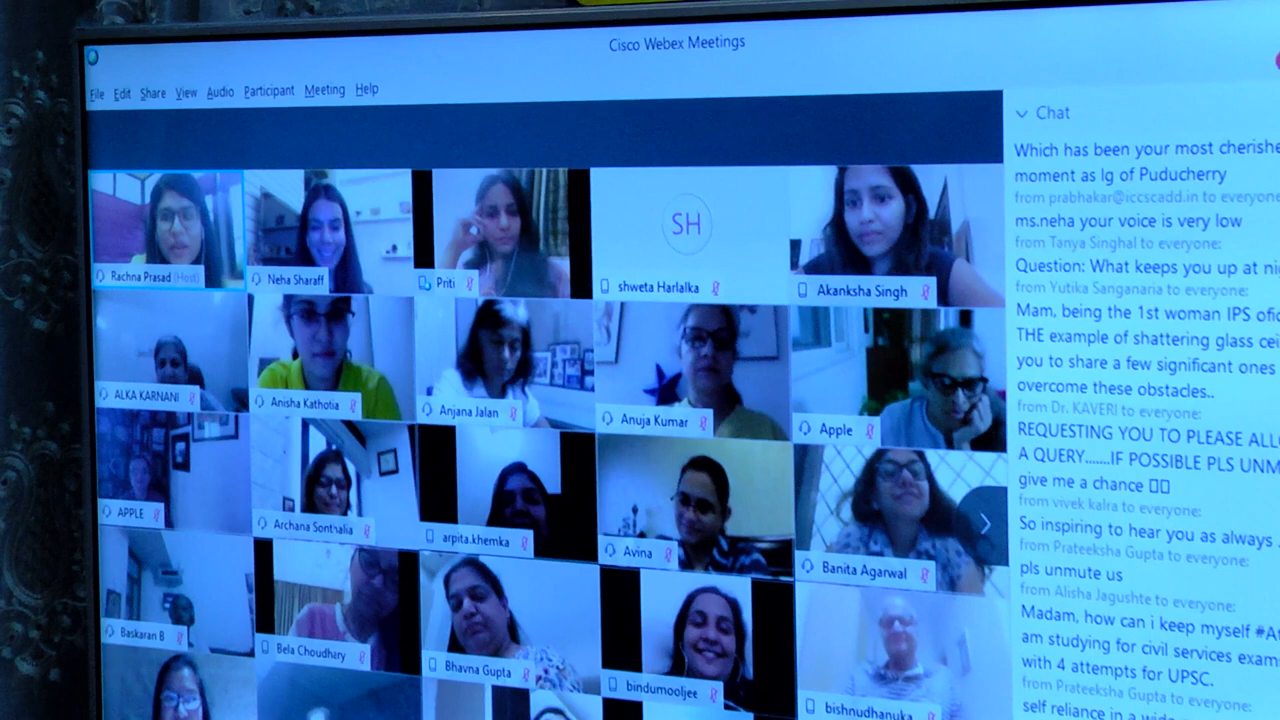 Cisco Webex Meetings
File Edit Share View Audio Participant Meeting Help
Rachna Prasad (Host)
Neha Sharaff
Priti
SH
shweta Harlalka
Akanksha Singh
ALKA KARNANI
Anisha Kathotia
Anjana Jalan
Anuja Kumar
Apple
APPLE
Archana Sonthalia
arpita.khemka
Avina
Banita Agarwal
Baskaran B
Bela Choudhary
Bhavna Gupta
bindumooljee
bishnudhanuka
Chat
Which has been your most cherishe
moment as Ig of Puducherry
from prabhakar@iccscadd.in to everyone
ms.neha your voice is very low
from Tanya Singhal to everyone:
Question: What keeps you up at ni
from Yutika Sanganaria to everyone:
Mam, being the 1st woman IPS ofic
THE example of shattering glass cei
you to share a few significant ones
overcome these obstacles..
from Dr. KAVERI to everyone:
REQUESTING YOU TO PLEASE ALLO
A QUERY.......IF POSSIBLE PLS UNM
give me a chance
from vivek kalra to everyone:
So inspiring to hear you as always .
from Prateeksha Gupta to everyone:
pls unmute us
from Alisha Jagushte to everyone:
Madam, how can i keep myself #At
am studying for civil services exam
with 4 attempts for UPSC.
from Prateeksha Gupta to everyone:
self reliance in a wide